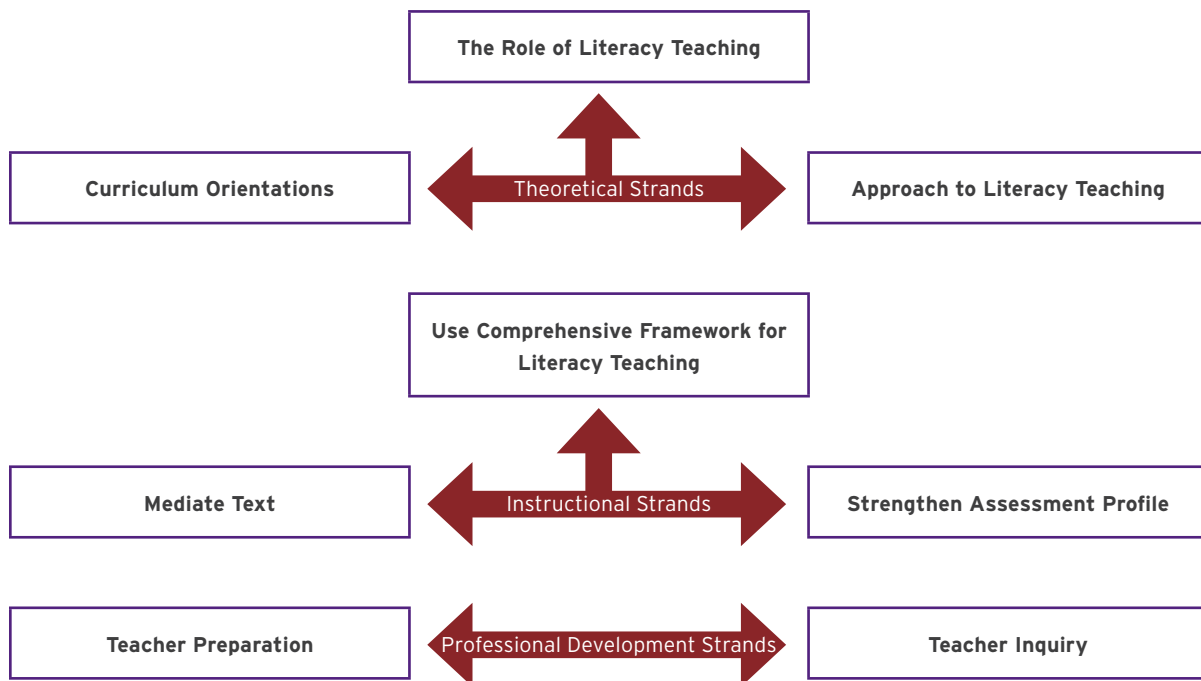 The Role of Literacy Teaching
Curriculum Orientations
Theoretical Strands
Approach to Literacy Teaching
Use Comprehensive Framework for
Literacy Teaching
Mediate Text
Instructional Strands
Strengthen Assessment Profile
Teacher Preparation
Professional Development Strands
Teacher Inquiry